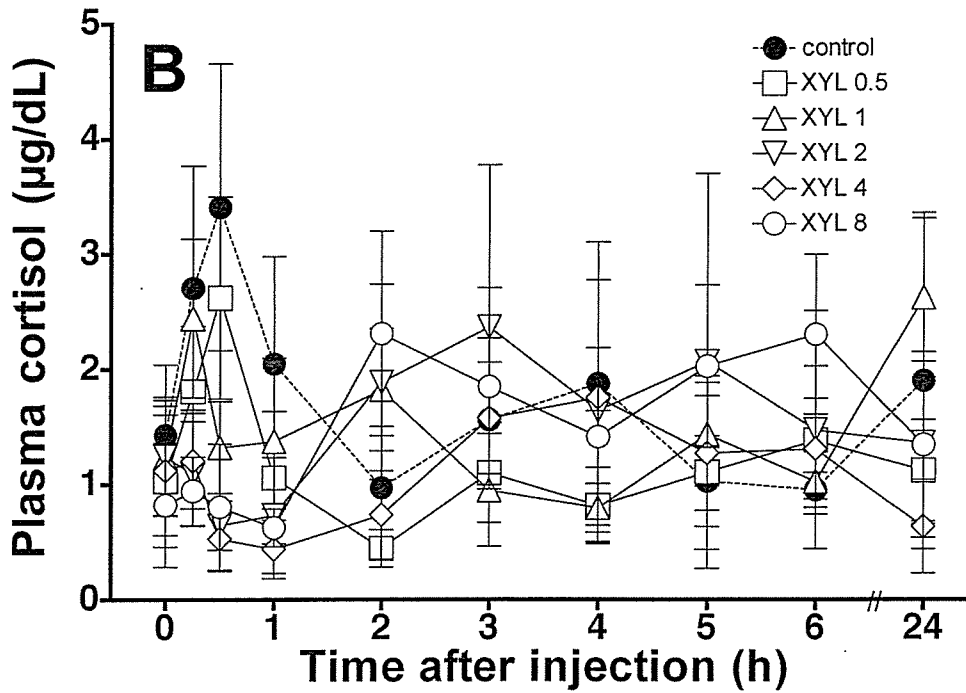 B
control
XYL 0.5
XYL 1
XYL 2
XYL 4
XYL 8
Plasma cortisol (µg/dL)
5
4
3
2
1
0
0 1 2 3 4 5 6 // 24
Time after injection (h)